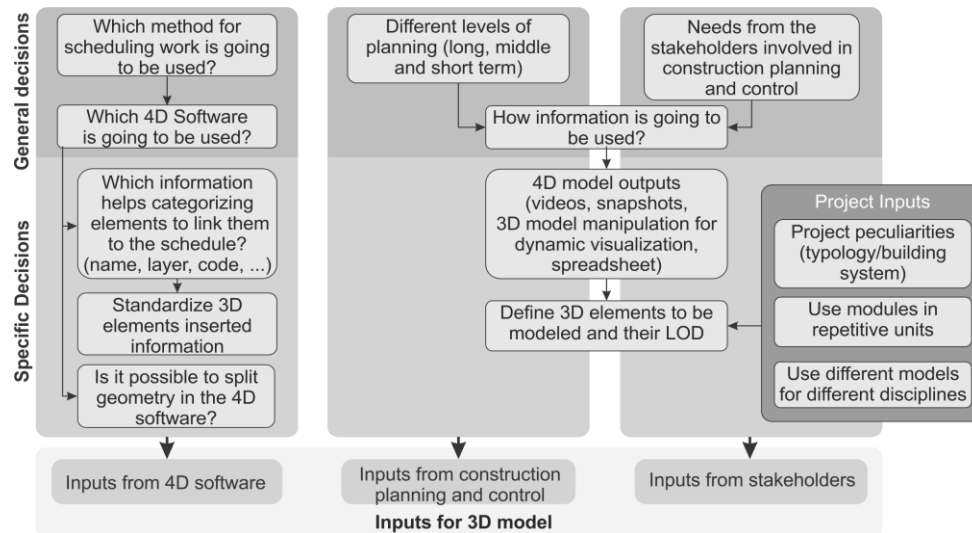 General decisions
Which method for
scheduling work is going
to be used?
Which 4D Software
is going to be used?
Different levels of
planning (long, middle
and short term)
Needs from the
stakeholders involved in
construction planning
and control
How information is going to
be used?
Specific Decisions
Which information
helps categorizing
elements to link them
to the schedule?
(name, layer, code, ...)
Standardize 3D
elements inserted
information
Is it possible to split
geometry in the 4D
software?
4D model outputs
(videos, snapshots,
3D model manipulation for
dynamic visualization,
spreadsheet)
Define 3D elements to be
modeled and their LOD
Project Inputs
Project peculiarities
(typology/building
system)
Use modules in
repetitive units
Use different models
for different disciplines
Inputs from 4D software
Inputs from construction
planning and control
Inputs from stakeholders
Inputs for 3D model